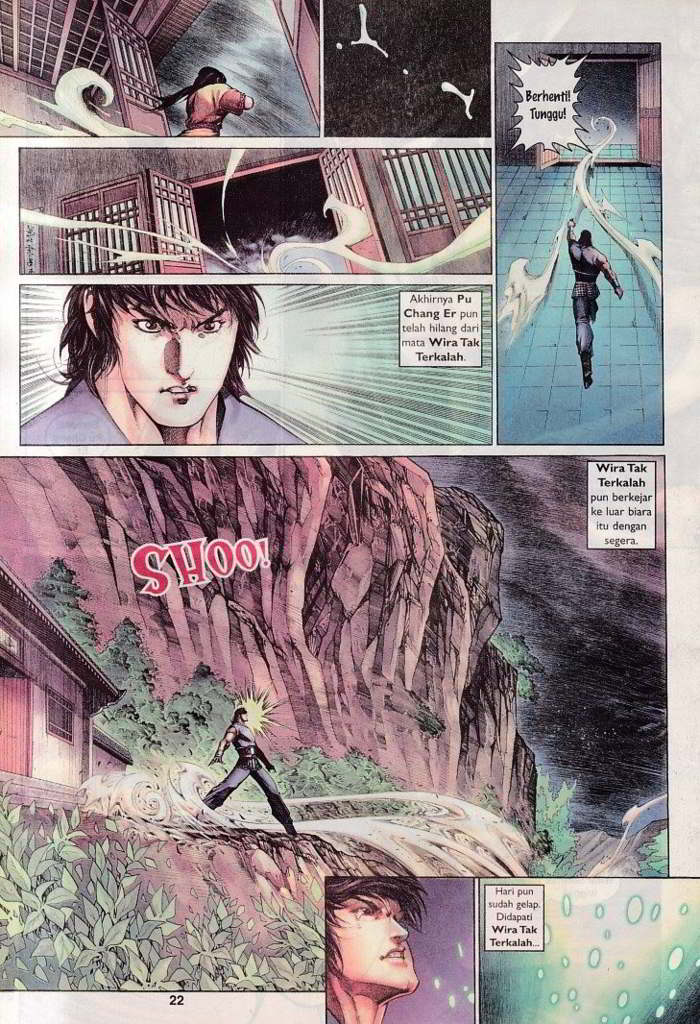 Berhenti!
Tunggu!
Akhirnya Pu
Chang Er pun
telah hilang dari
mata Wira Tak
Terkalah.
Wira Tak
Terkalah
pun berkejar
ke luar biara
itu dengan
segera.
SHOO!
Hari pun
sudah gelap.
Didapati
Wira Tak
Terkalah...
22